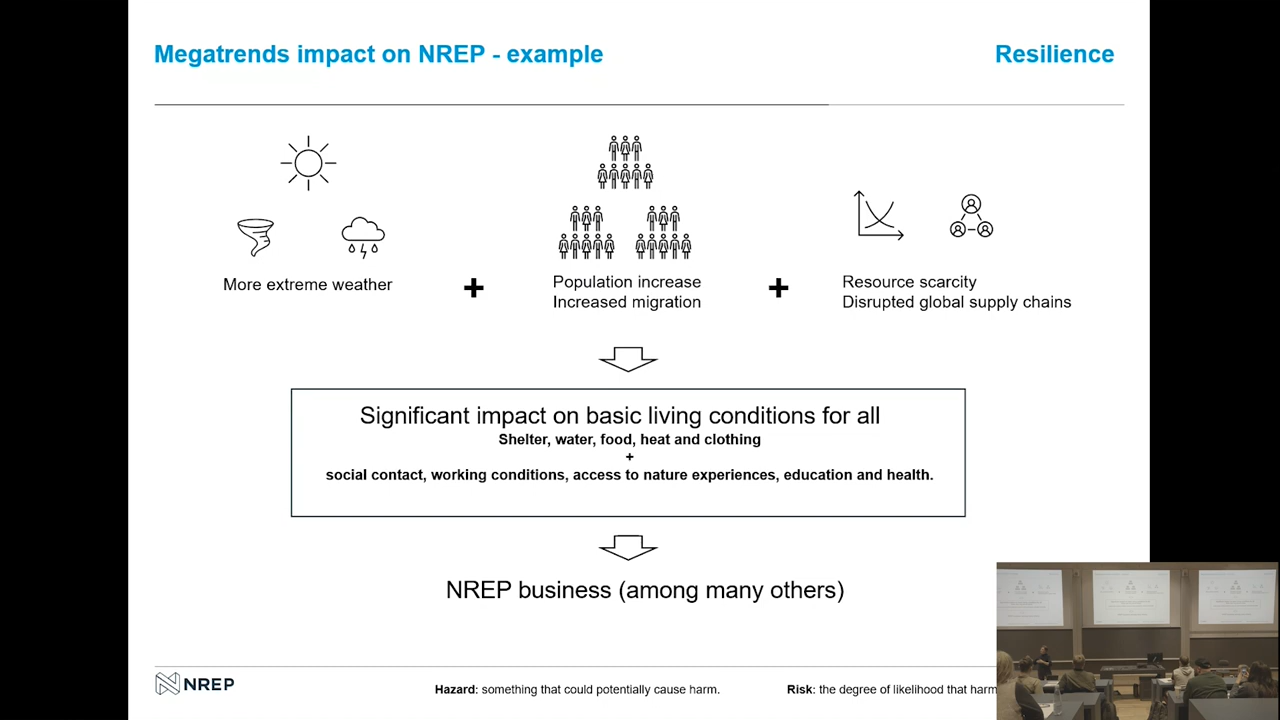 Megatrends impact on NREP - example
Resilience
More extreme weather
+
Population increase
Increased migration
+
Resource scarcity
Disrupted global supply chains
Significant impact on basic living conditions for all
Shelter, water, food, heat and clothing
+
social contact, working conditions, access to nature experiences, education and health.
NREP business (among many others)
NREP
Hazard: something that could potentially cause harm.
Risk: the degree of likelihood that harm